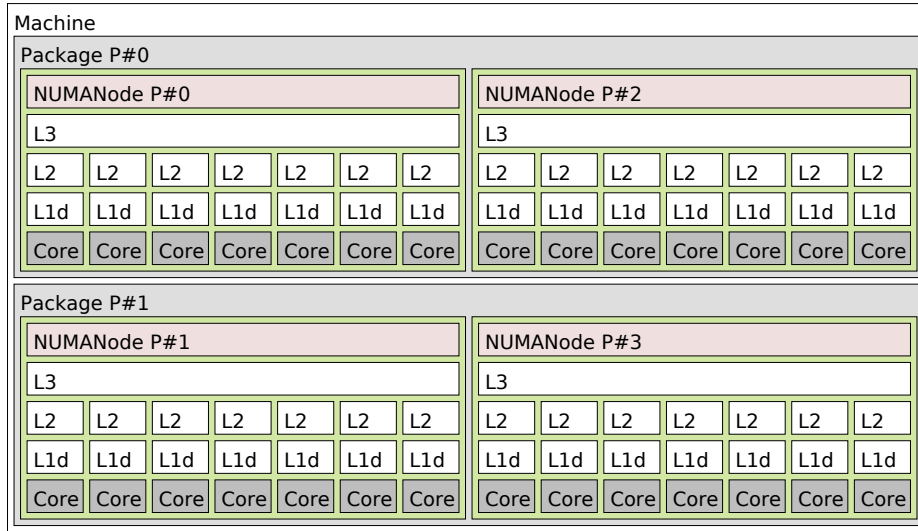 Machine
Package P#0
NUMANode P#0 NUMANode P#2
L3 L3
L2 L2 L2 L2 L2 L2 L2 L2 L2 L2 L2 L2 L2 L2
L1d L1d L1d L1d L1d L1d L1d L1d L1d L1d L1d L1d L1d L1d
Core Core Core Core Core Core Core Core Core Core Core Core Core Core
Package P#1
NUMANode P#1 NUMANode P#3
L3 L3
L2 L2 L2 L2 L2 L2 L2 L2 L2 L2 L2 L2 L2 L2
L1d L1d L1d L1d L1d L1d L1d L1d L1d L1d L1d L1d L1d L1d
Core Core Core Core Core Core Core Core Core Core Core Core Core Core